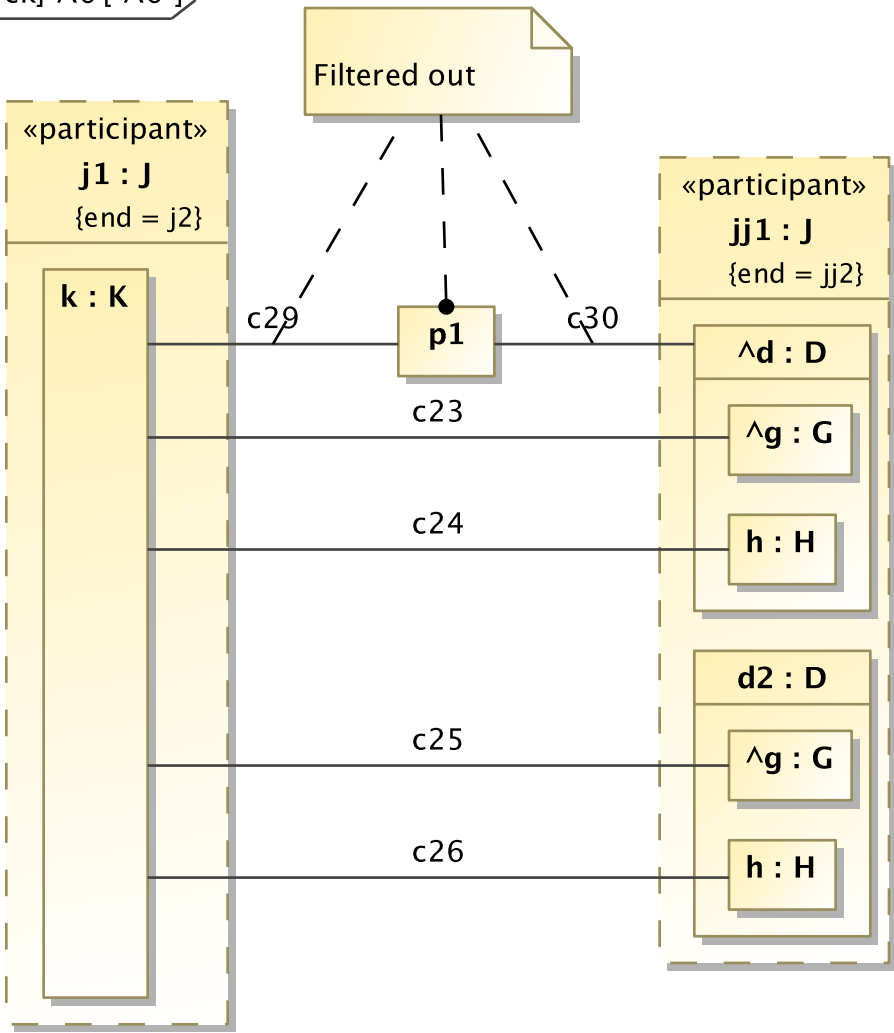 Filtered out
«participant»
j1 : J
{end = j2}
k : K
«participant»
jj1 : J
{end = jj2}
c29
p1
c30
^d : D
c23
^g : G
c24
h : H
d2 : D
c25
^g : G
c26
h : H